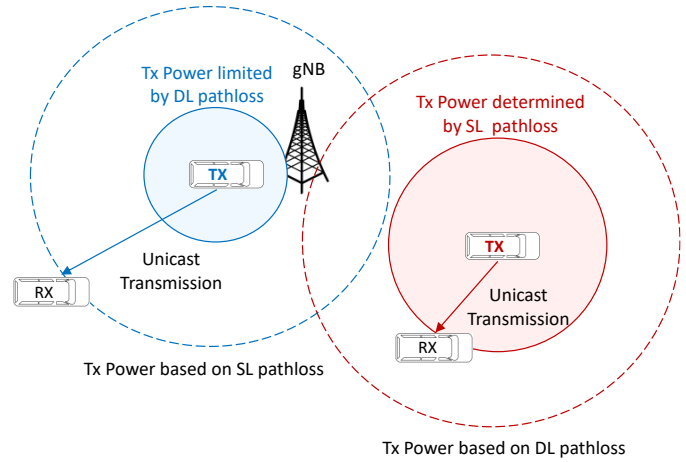 Tx Power limited
by DL pathloss
gNB
TX
Unicast
Transmission
RX
Tx Power based on SL pathloss
Tx Power determined
by SL pathloss
TX
Unicast
Transmission
RX
Tx Power based on DL pathloss